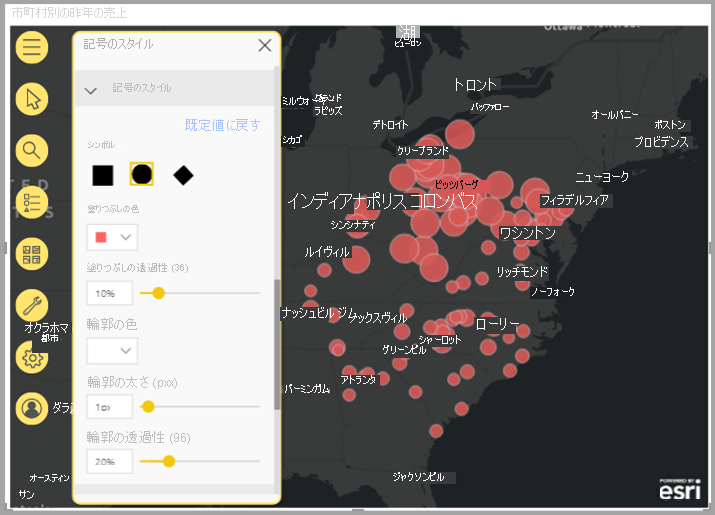 市町村別の昨年の売上
記号のスタイル
記号のスタイル
既定値に戻す
シンボル
塗りつぶしの色
塗りつぶしの透過性 (36)
10%
輪郭の色
輪郭の太さ (pxx)
1px
輪郭の透過性 (96)
20%
Ottawa
湖
ヒューロン
トロント
バッファロー
オールバニー
ボストン
プロビデンス
ミルウォーキー
グランド
ラピッズ
デトロイト
シカゴ
クリーブランド
ピッツバーグ
ニューヨーク
フィラデルフィア
インディアナポリス コロンバス
シンシナティ
ワシントン
ルイヴィル
リッチモンド
ノーフォーク
ナッシュビル
ノックスヴィル
ローリー
シャーロット
グリーンビル
アトランタ
バーミンガム
ジャクソンビル
オクラホマ
都市
ダラ
オースティン
サン
POWERED BY
esri